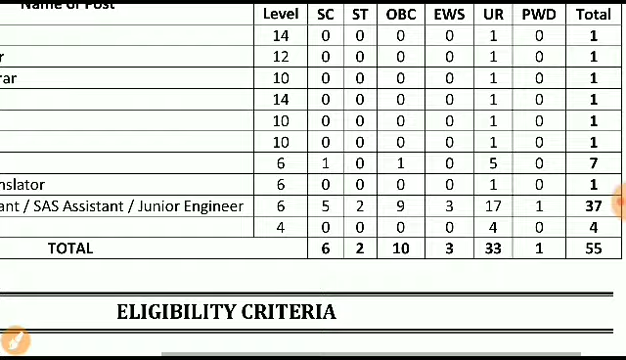 Name of Post
Level SC ST OBC EWS UR PWD Total
14 0 0 0 0 1 0 1
r 12 0 0 0 0 1 0 1
rar 10 0 0 0 0 1 0 1
14 0 0 0 0 1 0 1
10 0 0 0 0 1 0 1
10 0 0 0 0 1 0 1
6 1 0 1 0 5 0 7
nslator 6 0 0 0 0 1 0 1
ant / SAS Assistant / Junior Engineer 6 5 2 9 3 17 1 37
4 0 0 0 0 4 0 4
TOTAL 6 2 10 3 33 1 55
ELIGIBILITY CRITERIA